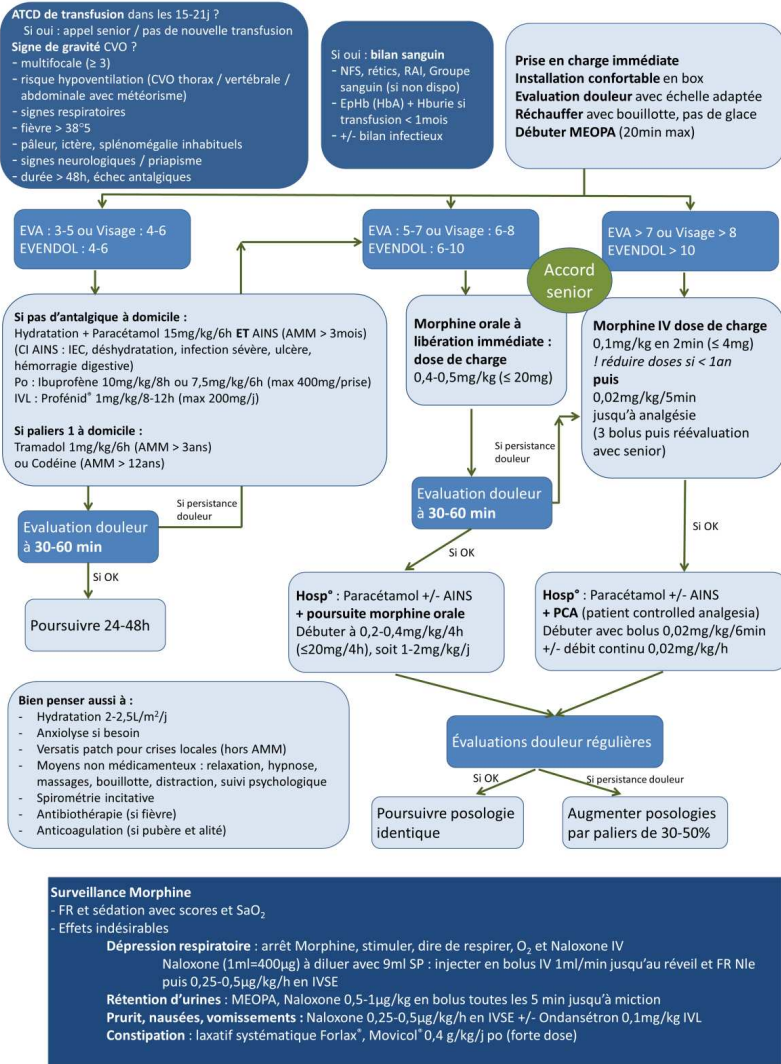 ATCD de transfusion dans les 15-21j ?
Si oui : appel senior / pas de nouvelle transfusion
Signe de gravité CVO ?
- multifocale (≥ 3)
- risque hypoventilation (CVO thorax / vertébrale /
abdominale avec météorisme)
- signes respiratoires
- fièvre > 38°5
- pâleur, ictère, splénomégalie inhabituels
- signes neurologiques / priapisme
- durée > 48h, échec antalgiques
Si oui : bilan sanguin
- NFS, rétics, RAI, Groupe
sanguin (si non dispo)
- EpHb (HbA) + Hburie si
transfusion < 1mois
- +/- bilan infectieux
Prise en charge immédiate
Installation confortable en box
Evaluation douleur avec échelle adaptée
Réchauffer avec bouillotte, pas de glace
Débuter MEOPA (20min max)
EVA : 3-5 ou Visage : 4-6
EVENDOL : 4-6
EVA : 5-7 ou Visage : 6-8
EVENDOL : 6-10
EVA > 7 ou Visage > 8
EVENDOL > 10
Accord
senior
Si pas d'antalgique à domicile :
Hydratation + Paracétamol 15mg/kg/6h ET AINS (AMM > 3mois)
(CI AINS : IEC, déshydratation, infection sévère, ulcère,
hémorragie digestive)
Po : Ibuprofène 10mg/kg/8h ou 7,5mg/kg/6h (max 400mg/prise)
IVL : Profénid* 1mg/kg/8-12h (max 200mg/j)
Si paliers 1 à domicile :
Tramadol 1mg/kg/6h (AMM > 3ans)
ou Codéine (AMM > 12ans)
Morphine orale à
libération immédiate :
dose de charge
0,4-0,5mg/kg (≤ 20mg)
Morphine IV dose de charge
0,1mg/kg en 2min (≤ 4mg)
! réduire doses si < 1an
puis
0,02mg/kg/5min
jusqu'à analgésie
(3 bolus puis réévaluation
avec senior)
Si persistance
douleur
Si persistance
douleur
Evaluation douleur
à 30-60 min
Evaluation douleur
à 30-60 min
Si OK
Si OK
Si OK
Poursuivre 24-48h
Hosp° : Paracétamol +/- AINS
+ poursuite morphine orale
Débuter à 0,2-0,4mg/kg/4h
(≤20mg/4h), soit 1-2mg/kg/j
Hosp° : Paracétamol +/- AINS
+ PCA (patient controlled analgesia)
Débuter avec bolus 0,02mg/kg/6min
+/- débit continu 0,02mg/kg/h
Bien penser aussi à :
- Hydratation 2-2,5L/m²/j
- Anxiolyse si besoin
- Versatis patch pour crises locales (hors AMM)
- Moyens non médicamenteux : relaxation, hypnose,
massages, bouillotte, distraction, suivi psychologique
- Spirométrie incitative
- Antibiothérapie (si fièvre)
- Anticoagulation (si pubère et alité)
Évaluations douleur régulières
Si OK
Si persistance douleur
Poursuivre posologie
identique
Augmenter posologies
par paliers de 30-50%
Surveillance Morphine
- FR et sédation avec scores et SaO₂
- Effets indésirables
Dépression respiratoire : arrêt Morphine, stimuler, dire de respirer, O₂ et Naloxone IV
Naloxone (1ml=400µg) à diluer avec 9ml SP : injecter en bolus IV 1ml/min jusqu'au réveil et FR Nle
puis 0,25-0,5µg/kg/h en IVSE
Rétention d'urines : MEOPA, Naloxone 0,5-1µg/kg en bolus toutes les 5 min jusqu'à miction
Prurit, nausées, vomissements : Naloxone 0,25-0,5µg/kg/h en IVSE +/- Ondansétron 0,1mg/kg IVL
Constipation : laxatif systématique Forlax*, Movicol* 0,4 g/kg/j po (forte dose)